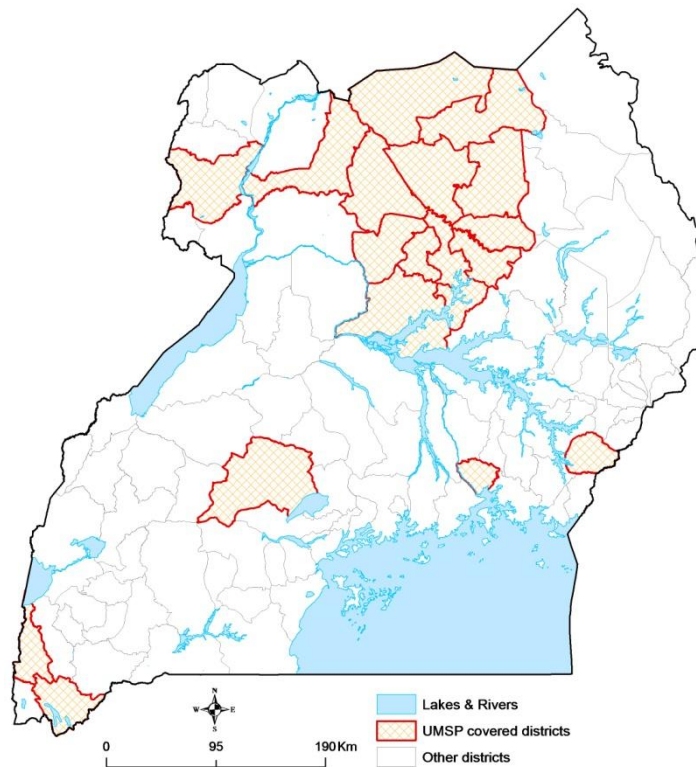 N
W E
S
Lakes & Rivers
UMSP covered districts
Other districts
0 95 190 Km